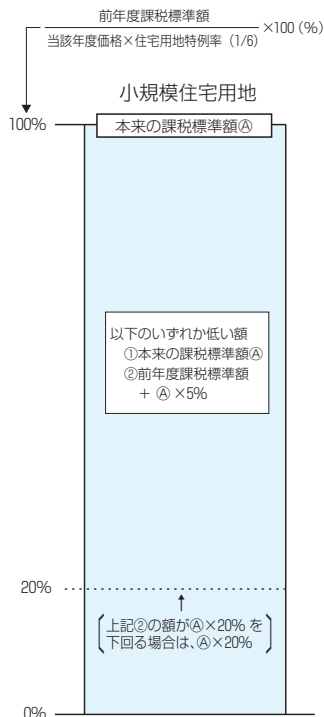 前年度課税標準額
当該年度価格×住宅用地特例率（1/6）
×100（%）
小規模住宅用地
100%
本来の課税標準額Ⓐ
以下のいずれか低い額
①本来の課税標準額Ⓐ
②前年度課税標準額
＋ Ⓐ×5%
20%
上記②の額がⒶ×20% を
下回る場合は、Ⓐ×20%
0%